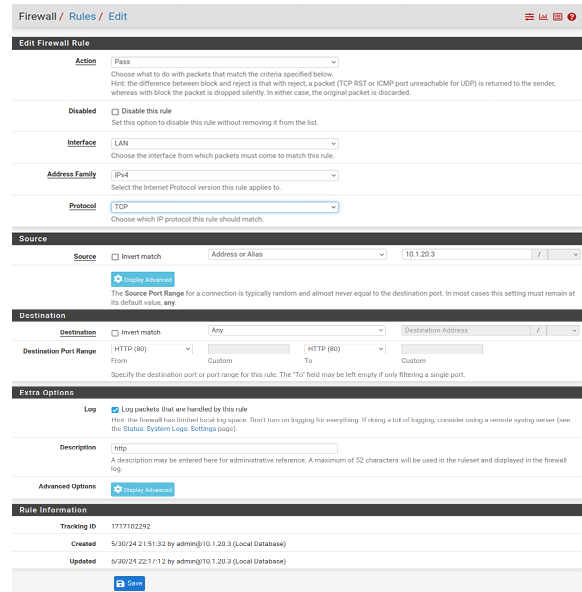 Firewall / Rules / Edit
Edit Firewall Rule
Action
Pass
Choose what to do with packets that match the criteria specified below.
Hint: the difference between block and reject is that with reject, a packet (TCP RST or ICMP port unreachable for UDP) is returned to the sender,
whereas with block the packet is dropped silently. In either case, the original packet is discarded.
Disabled
Disable this rule
Set this option to disable this rule without removing it from the list.
Interface
LAN
Choose the interface from which packets must come to match this rule.
Address Family
IPv4
Select the Internet Protocol version this rule applies to.
Protocol
TCP
Choose which IP protocol this rule should match.
Source
Source
Invert match
Address or Alias
10.1.20.3
/
Display Advanced
The Source Port Range for a connection is typically random and almost never equal to the destination port. In most cases this setting must remain at
its default value, any.
Destination
Destination
Invert match
Any
Destination Address
/
Destination Port Range
HTTP (80)
HTTP (80)
From
Custom
To
Custom
Specify the destination port or port range for this rule. The "To" field may be left empty if only filtering a single port.
Extra Options
Log
Log packets that are handled by this rule
Hint: the firewall has limited local log space. Don't turn on logging for everything. If doing a lot of logging, consider using a remote syslog server (see
the Status: System Logs: Settings page).
Description
http
A description may be entered here for administrative reference. A maximum of 52 characters will be used in the ruleset and displayed in the firewall
log.
Advanced Options
Display Advanced
Rule Information
Tracking ID
1717102292
Created
5/30/24 21:51:32 by admin@10.1.20.3 (Local Database)
Updated
5/30/24 22:17:12 by admin@10.1.20.3 (Local Database)
Save